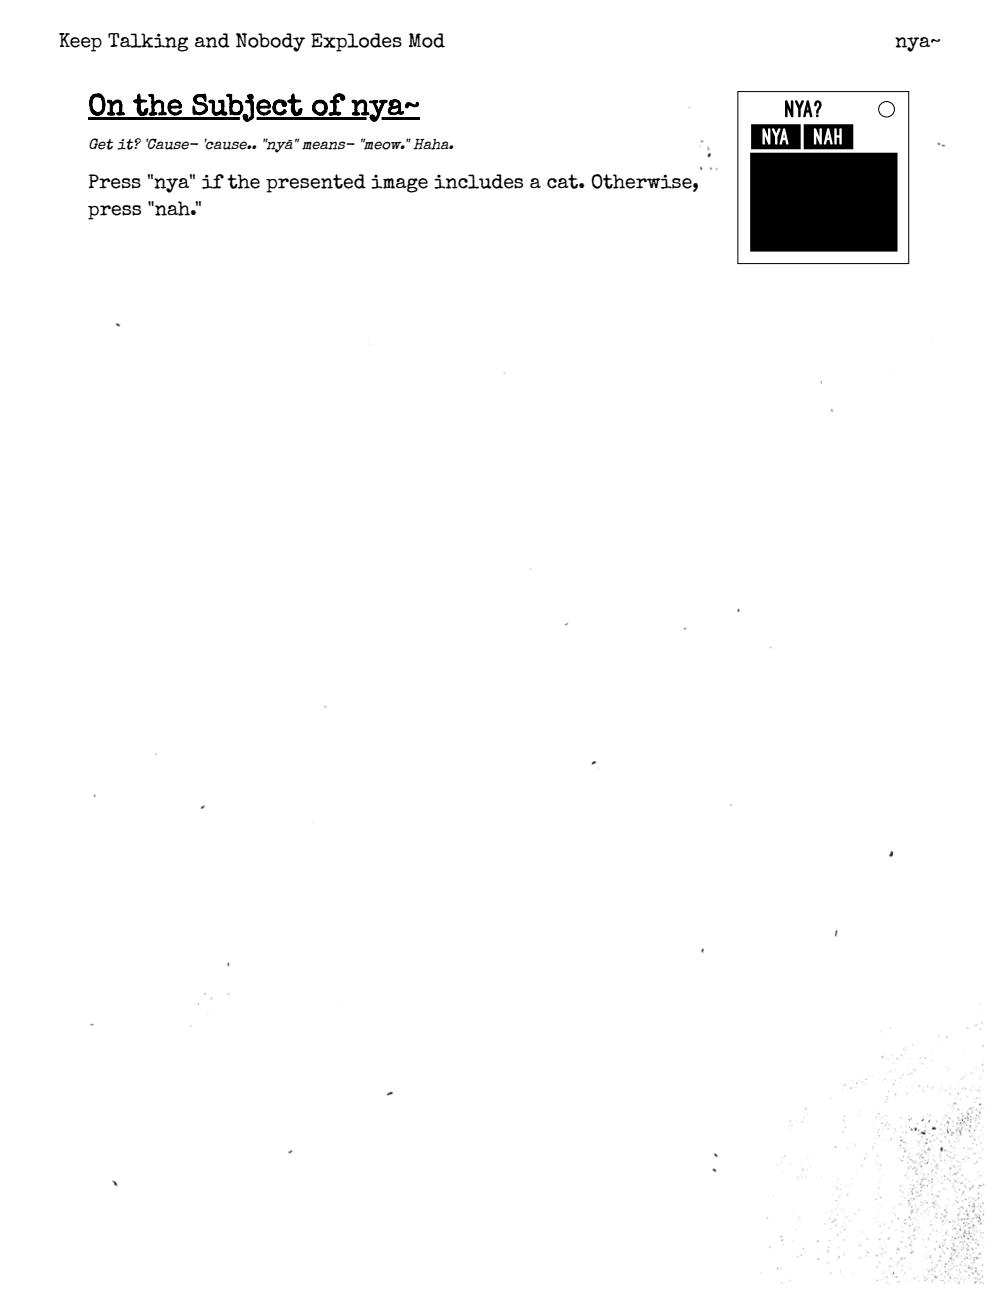 Keep Talking and Nobody Explodes Mod
nya~
On the Subject of nya~
Get it? 'Cause- 'cause.. "nyā" means- "meow." Haha.
Press "nya" if the presented image includes a cat. Otherwise,
press "nah."
NYA?
NYA NAH